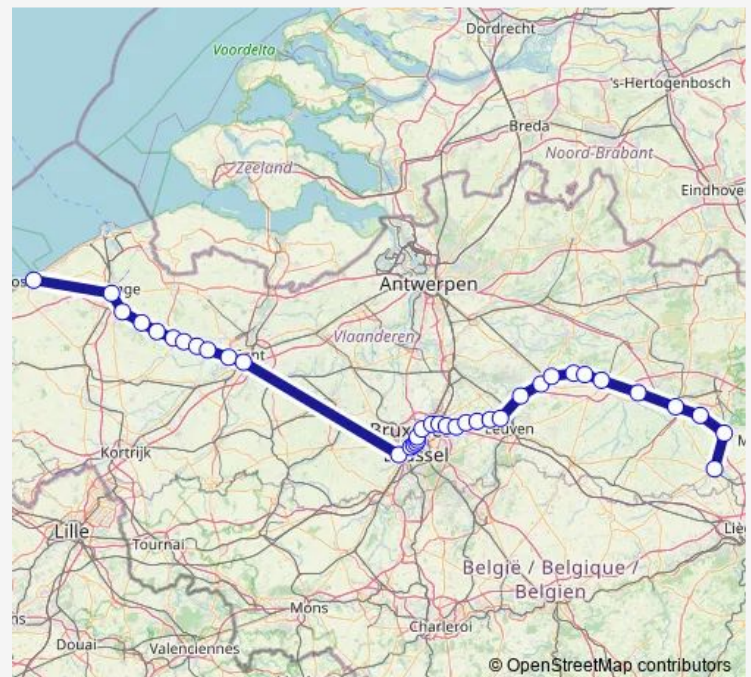 Dordrecht
Voordelta
's-Hertogenbosch
Breda
Noord-Brabant
Zeeland
Eindhove
Antwerpen
Vlaanderen
Leuven
Kortrijk
Lille
Tournai
België / Belgique /
Belgien
Mons
Charleroi
Douai
Valenciennes
© OpenStreetMap contributors